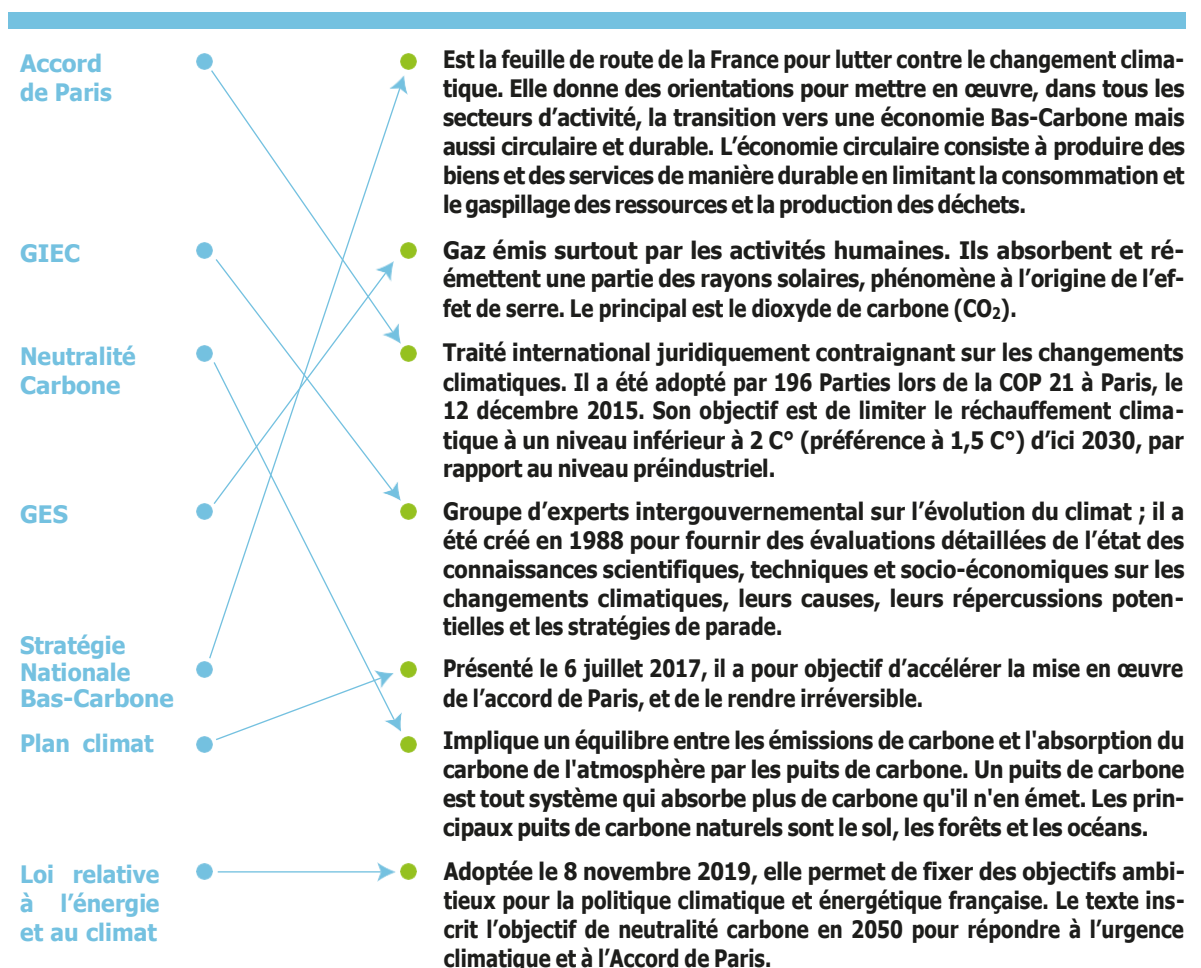 Accord
de Paris
Est la feuille de route de la France pour lutter contre le changement clima-
tique. Elle donne des orientations pour mettre en œuvre, dans tous les
secteurs d’activité, la transition vers une économie Bas-Carbone mais
aussi circulaire et durable. L’économie circulaire consiste à produire des
biens et des services de manière durable en limitant la consommation et
le gaspillage des ressources et la production des déchets.
GIEC
Gaz émis surtout par les activités humaines. Ils absorbent et ré-
émettent une partie des rayons solaires, phénomène à l’origine de l’ef-
fet de serre. Le principal est le dioxyde de carbone (CO₂).
Neutralité
Carbone
Traité international juridiquement contraignant sur les changements
climatiques. Il a été adopté par 196 Parties lors de la COP 21 à Paris, le
12 décembre 2015. Son objectif est de limiter le réchauffement clima-
tique à un niveau inférieur à 2 C° (préférence à 1,5 C°) d’ici 2030, par
rapport au niveau préindustriel.
GES
Groupe d’experts intergouvernemental sur l’évolution du climat ; il a
été créé en 1988 pour fournir des évaluations détaillées de l’état des
connaissances scientifiques, techniques et socio-économiques sur les
changements climatiques, leurs causes, leurs répercussions poten-
tielles et les stratégies de parade.
Stratégie
Nationale
Bas-Carbone
Présenté le 6 juillet 2017, il a pour objectif d’accélérer la mise en œuvre
de l’accord de Paris, et de le rendre irréversible.
Plan climat
Implique un équilibre entre les émissions de carbone et l'absorption du
carbone de l'atmosphère par les puits de carbone. Un puits de carbone
est tout système qui absorbe plus de carbone qu'il n'en émet. Les prin-
cipaux puits de carbone naturels sont le sol, les forêts et les océans.
Loi relative
à l’énergie
et au climat
Adoptée le 8 novembre 2019, elle permet de fixer des objectifs ambi-
tieux pour la politique climatique et énergétique française. Le texte ins-
crit l’objectif de neutralité carbone en 2050 pour répondre à l’urgence
climatique et à l’Accord de Paris.